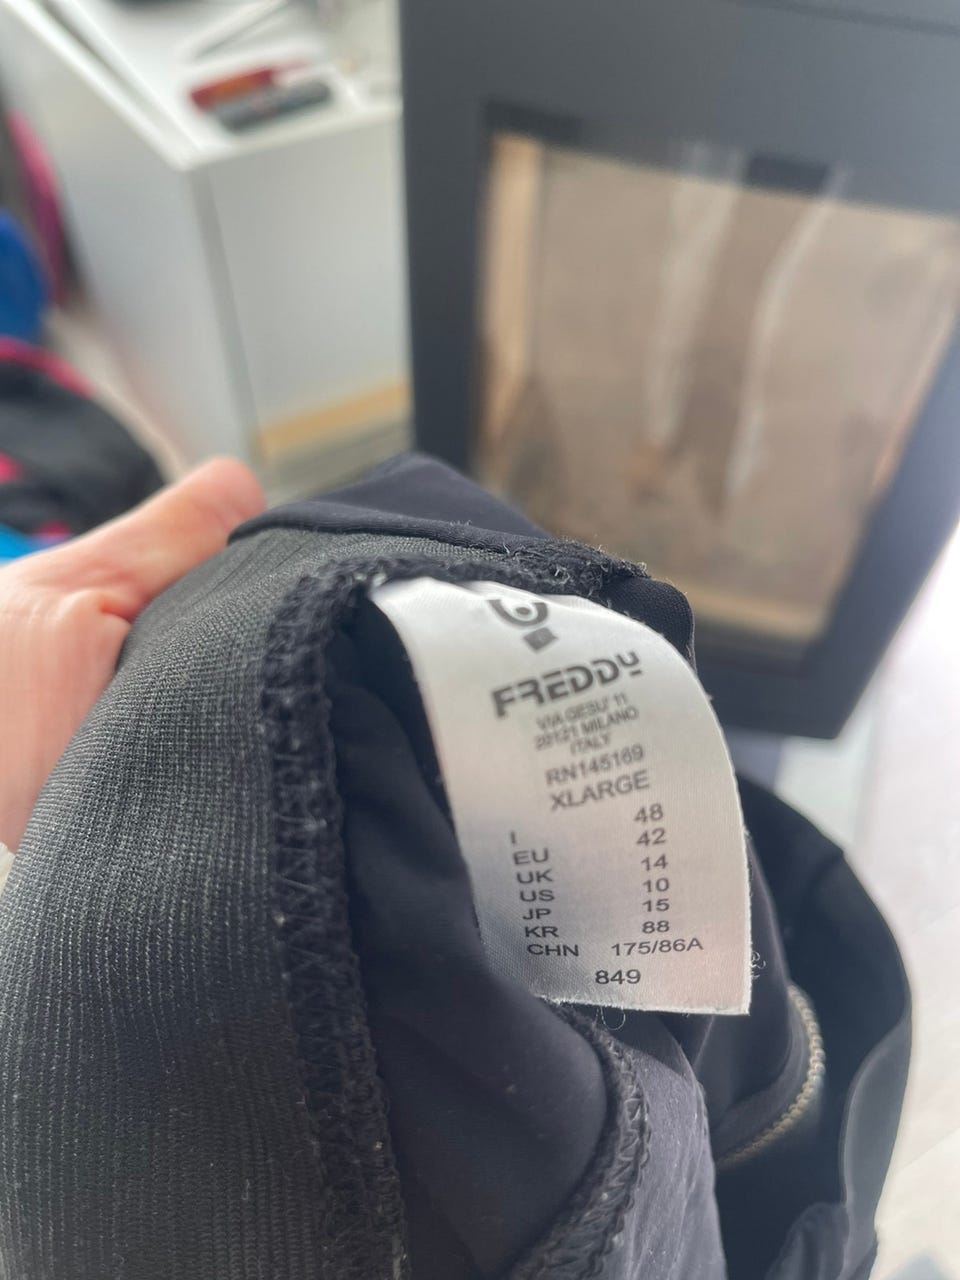 FREDDY
VIA GESU' 11
20121 MILANO
ITALY
RN145169
XLARGE
I 48
EU 42
UK 14
US 10
JP 15
KR 88
CHN 175/86A
849